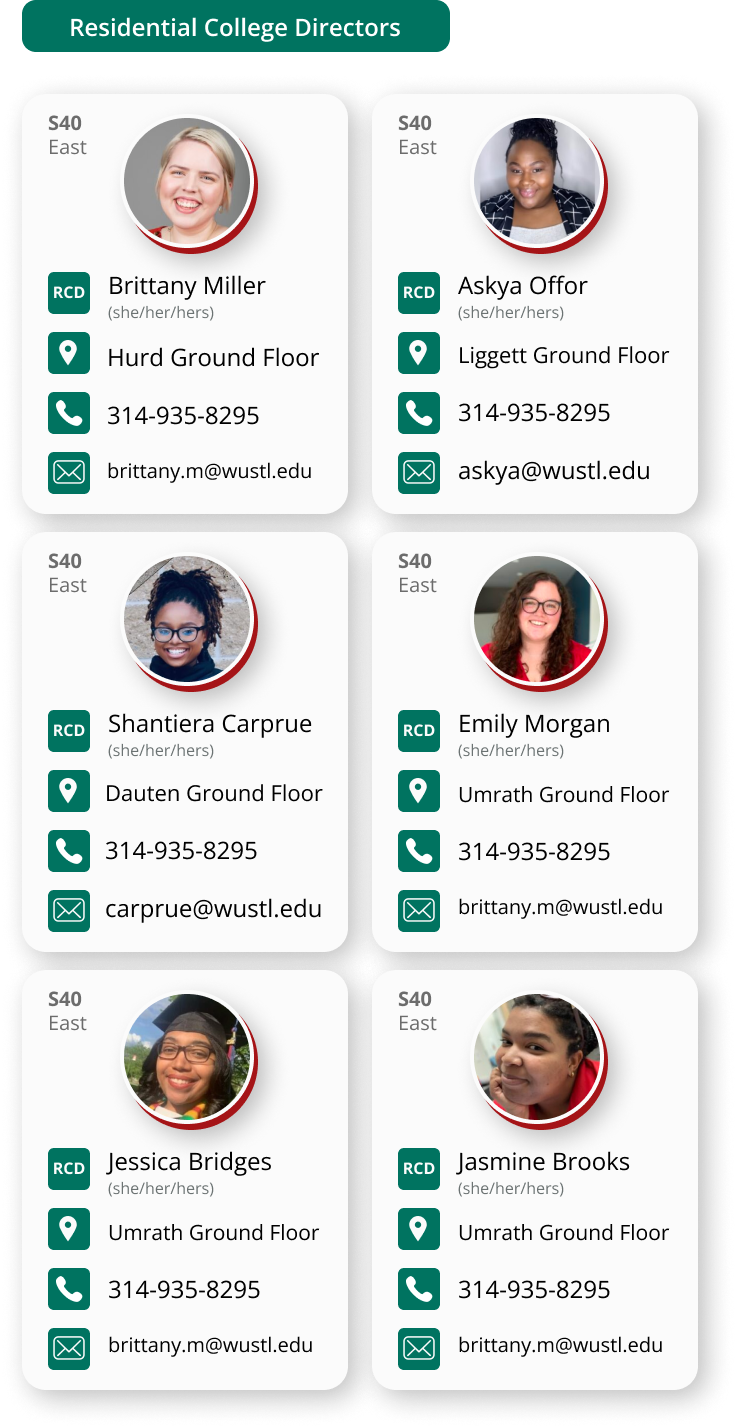 Residential College Directors
S40
East
RCD
Brittany Miller
(she/her/hers)
Hurd Ground Floor
314-935-8295
brittany.m@wustl.edu
S40
East
RCD
Askya Offor
(she/her/hers)
Liggett Ground Floor
314-935-8295
askya@wustl.edu
S40
East
RCD
Shantiera Carprue
(she/her/hers)
Dauten Ground Floor
314-935-8295
carprue@wustl.edu
S40
East
RCD
Emily Morgan
(she/her/hers)
Umrath Ground Floor
314-935-8295
brittany.m@wustl.edu
S40
East
RCD
Jessica Bridges
(she/her/hers)
Umrath Ground Floor
314-935-8295
brittany.m@wustl.edu
S40
East
RCD
Jasmine Brooks
(she/her/hers)
Umrath Ground Floor
314-935-8295
brittany.m@wustl.edu